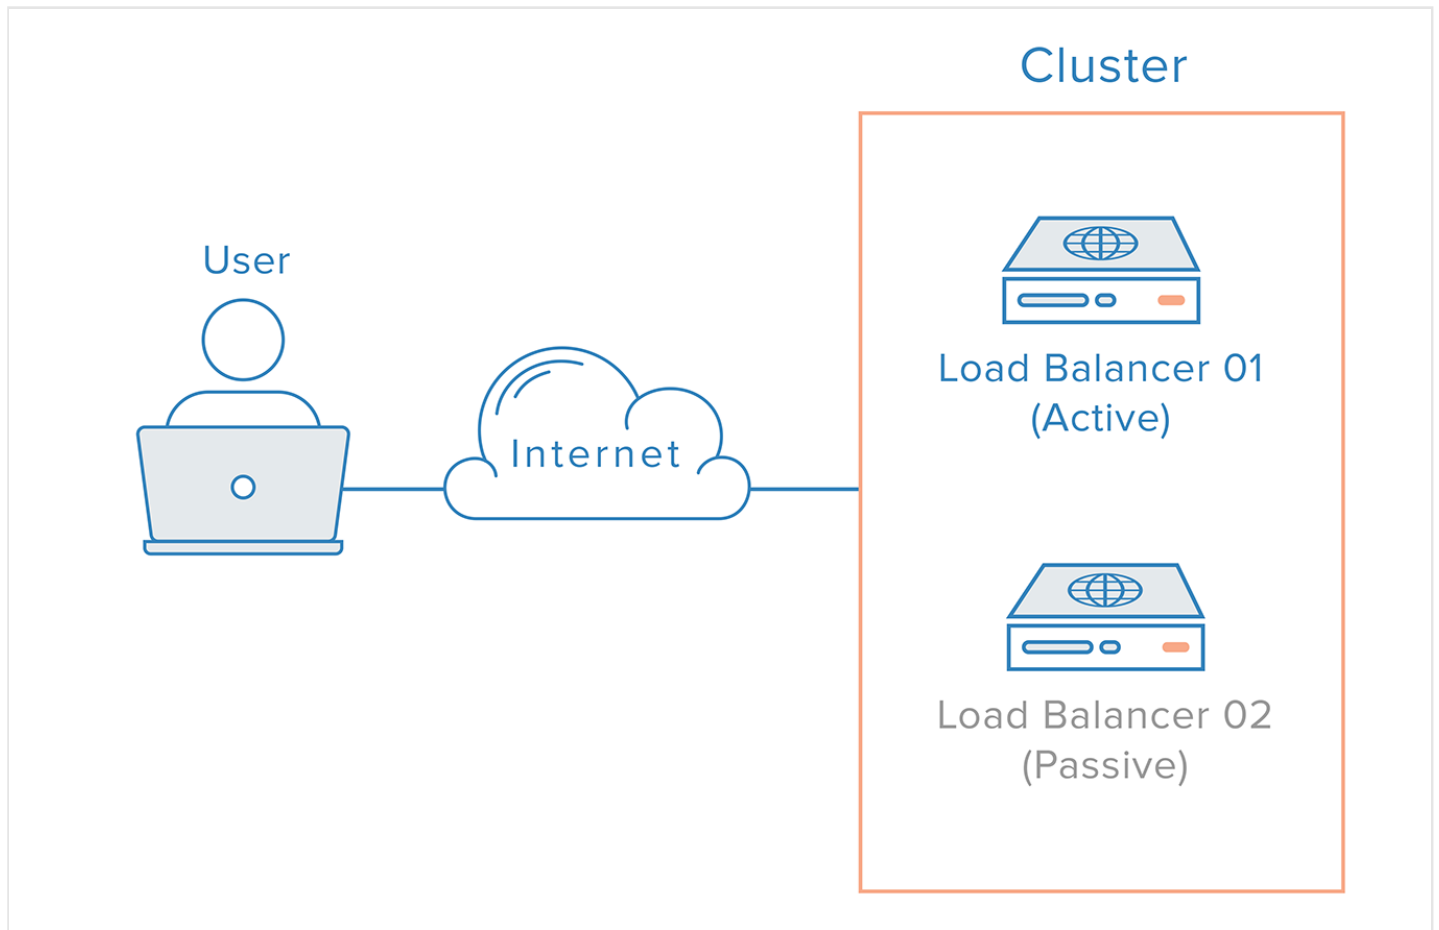 Cluster
User
Internet
Load Balancer 01
(Active)
Load Balancer 02
(Passive)